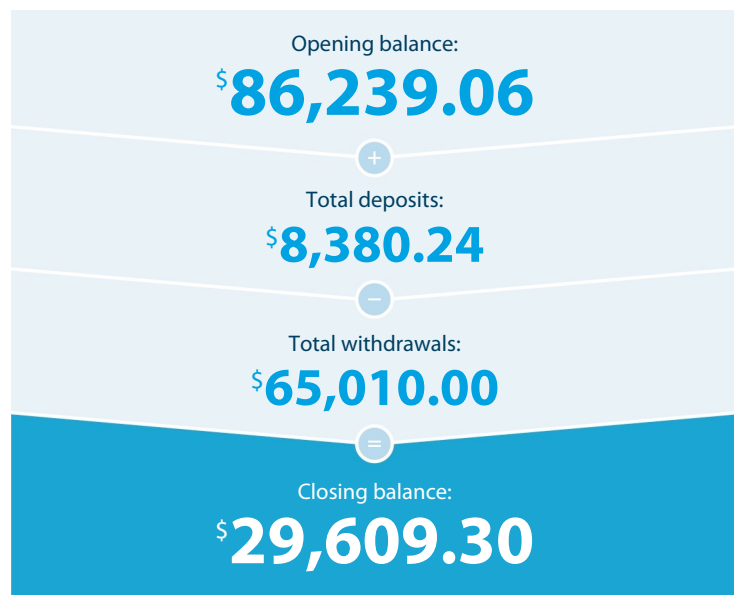 Opening balance:
$86,239.06
+
Total deposits:
$8,380.24
−
Total withdrawals:
$65,010.00
=
Closing balance:
$29,609.30